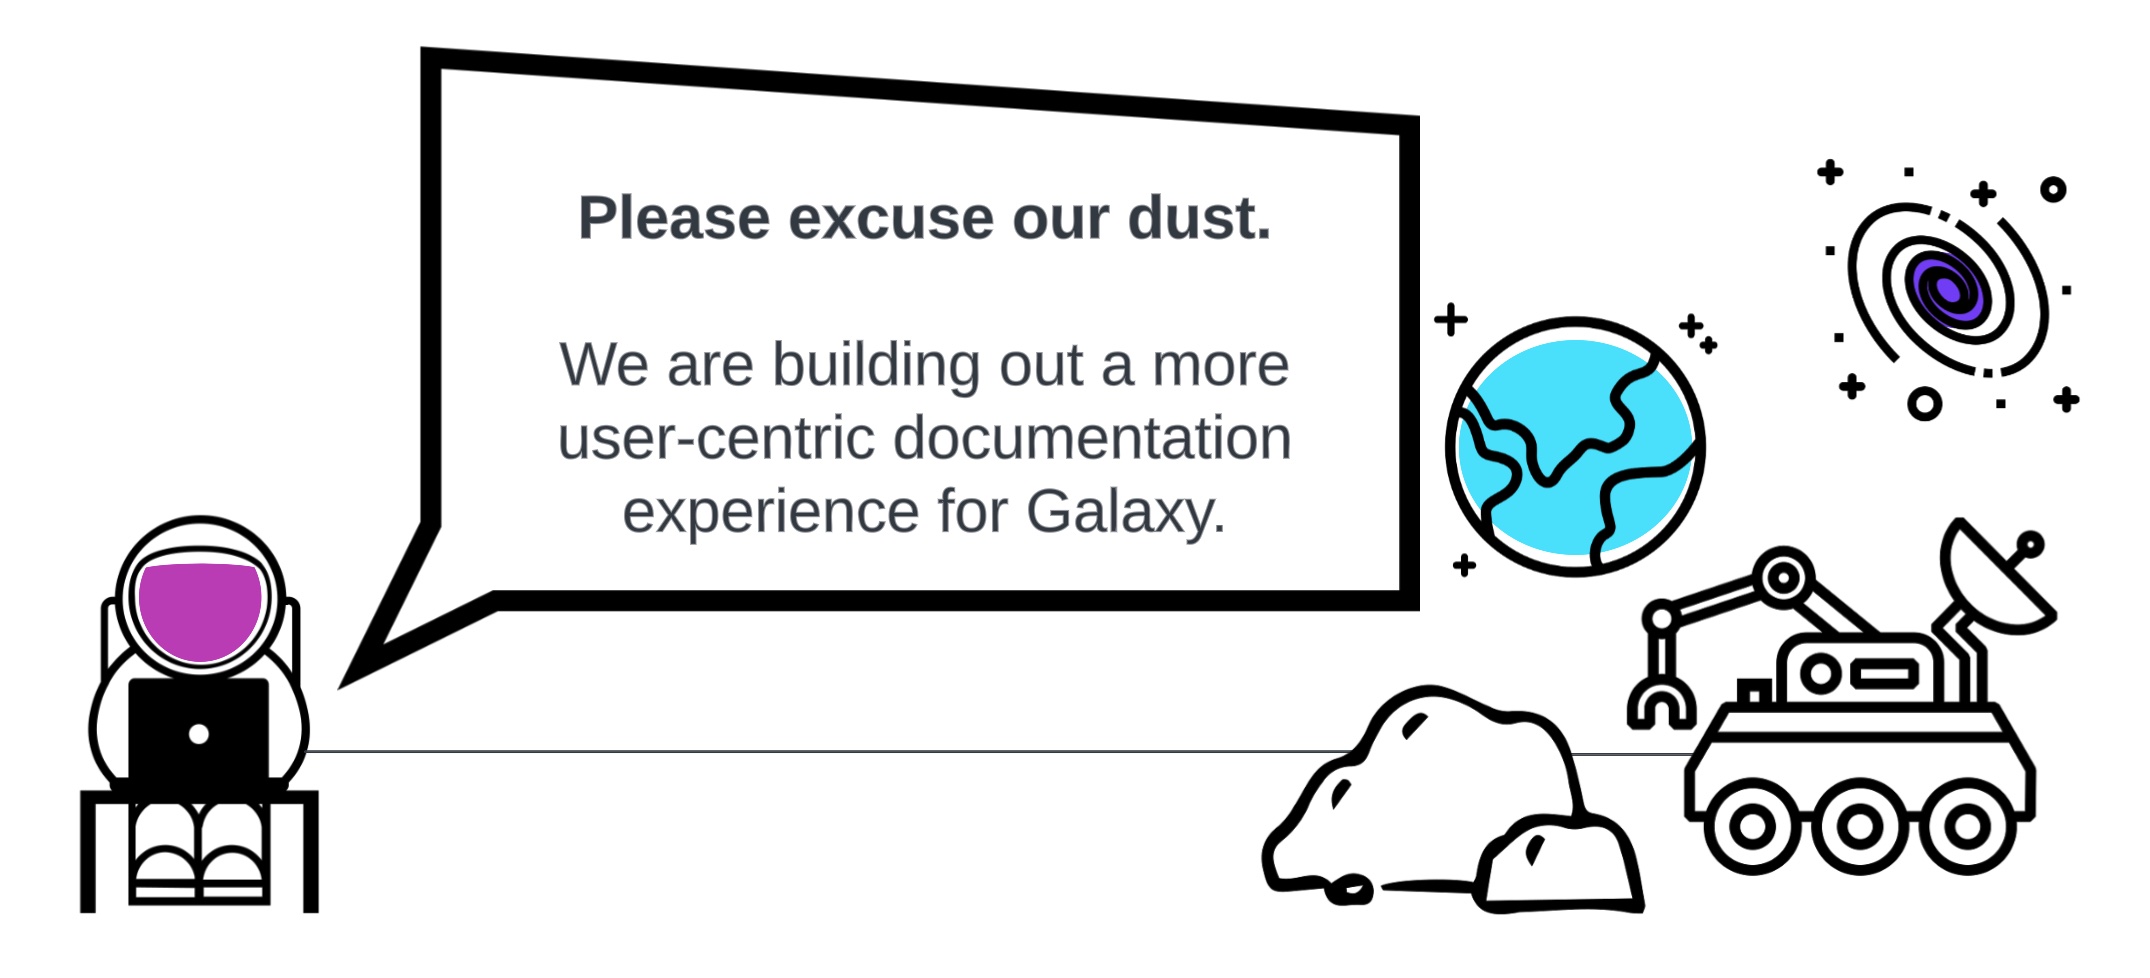 Please excuse our dust.
We are building out a more
user-centric documentation
experience for Galaxy.